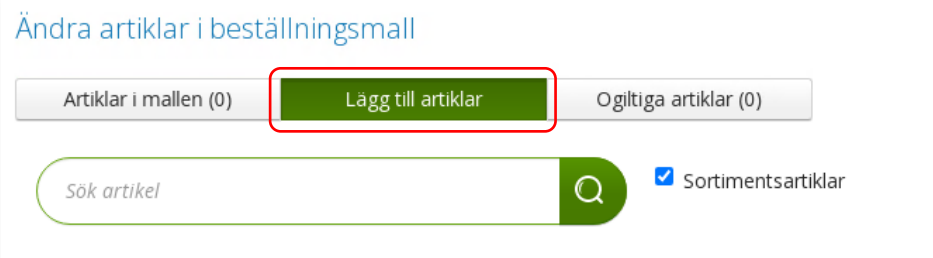 Ändra artiklar i beställningsmall
Artiklar i mallen (0) Lägg till artiklar Ogiltiga artiklar (0)
Sök artikel Sortimentsartiklar